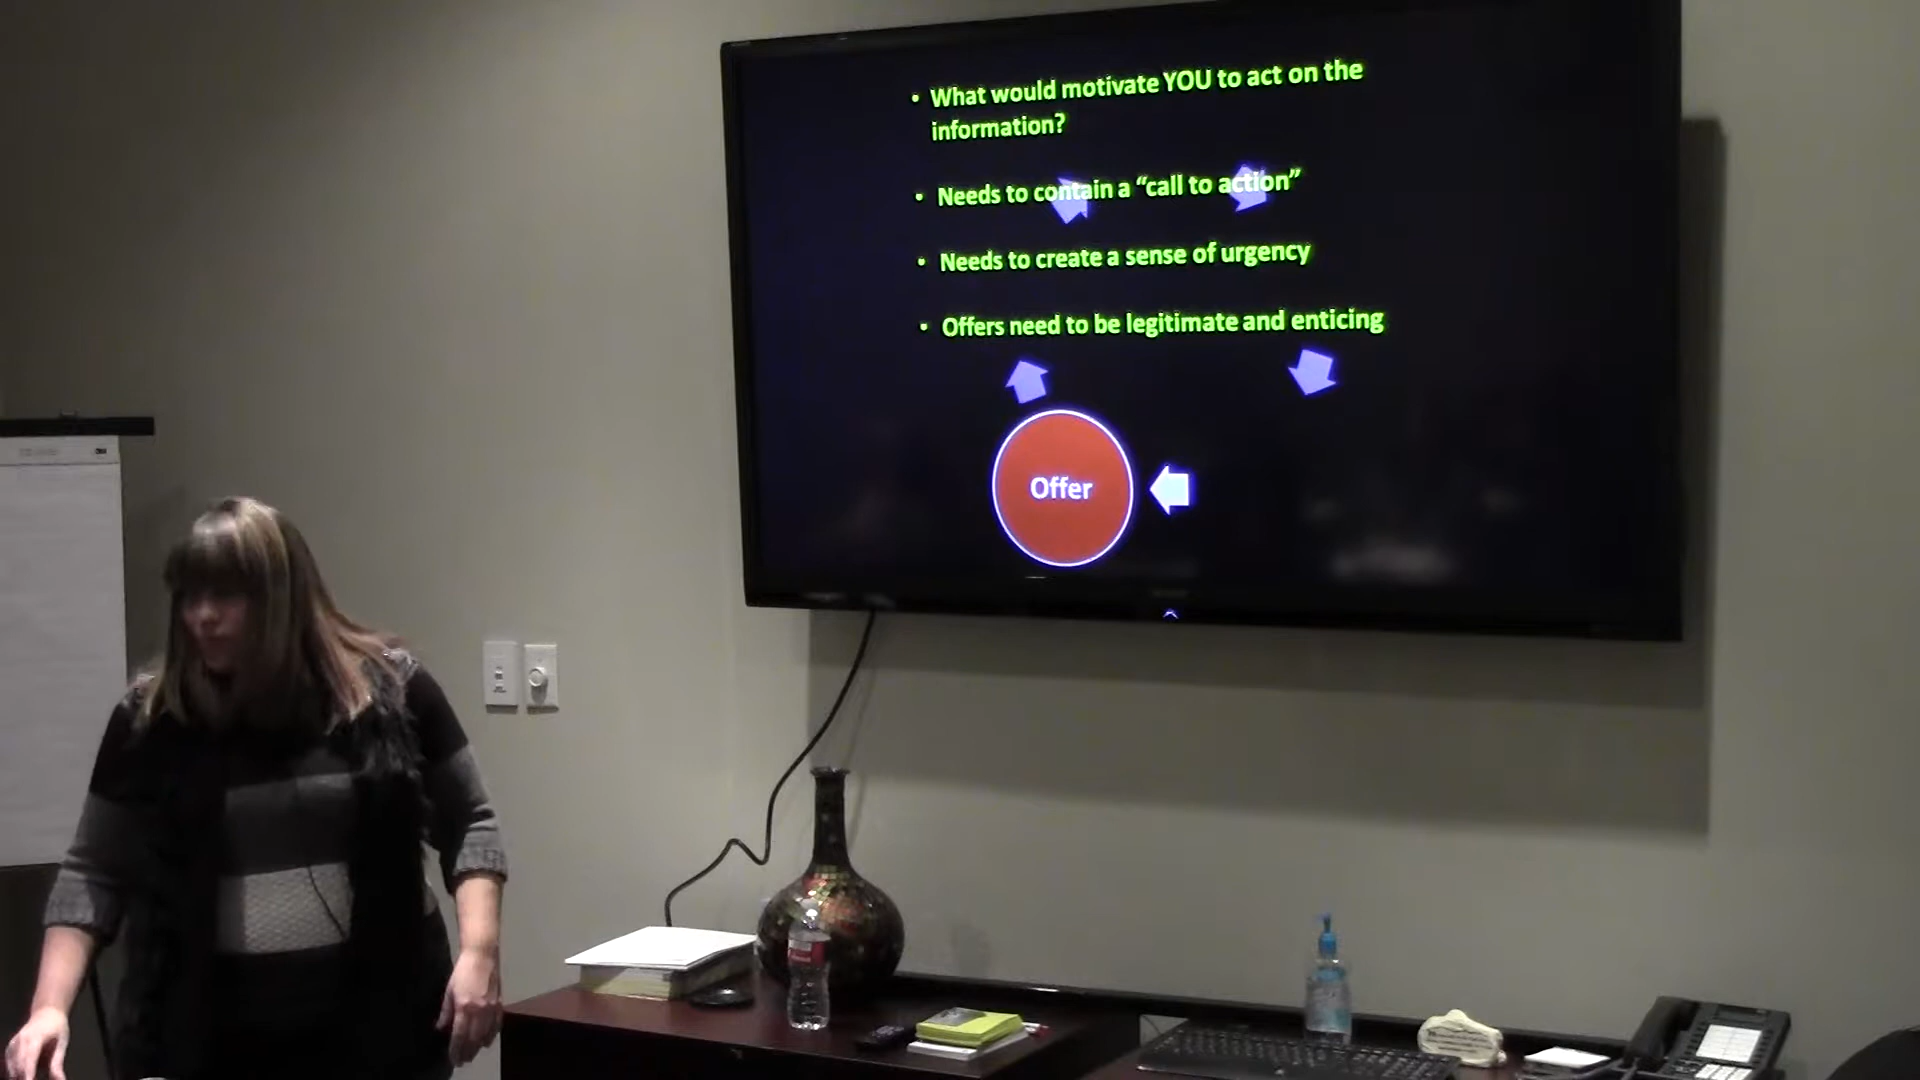 • What would motivate YOU to act on the
information?
• Needs to contain a “call to action”
• Needs to create a sense of urgency
• Offers need to be legitimate and enticing
Offer